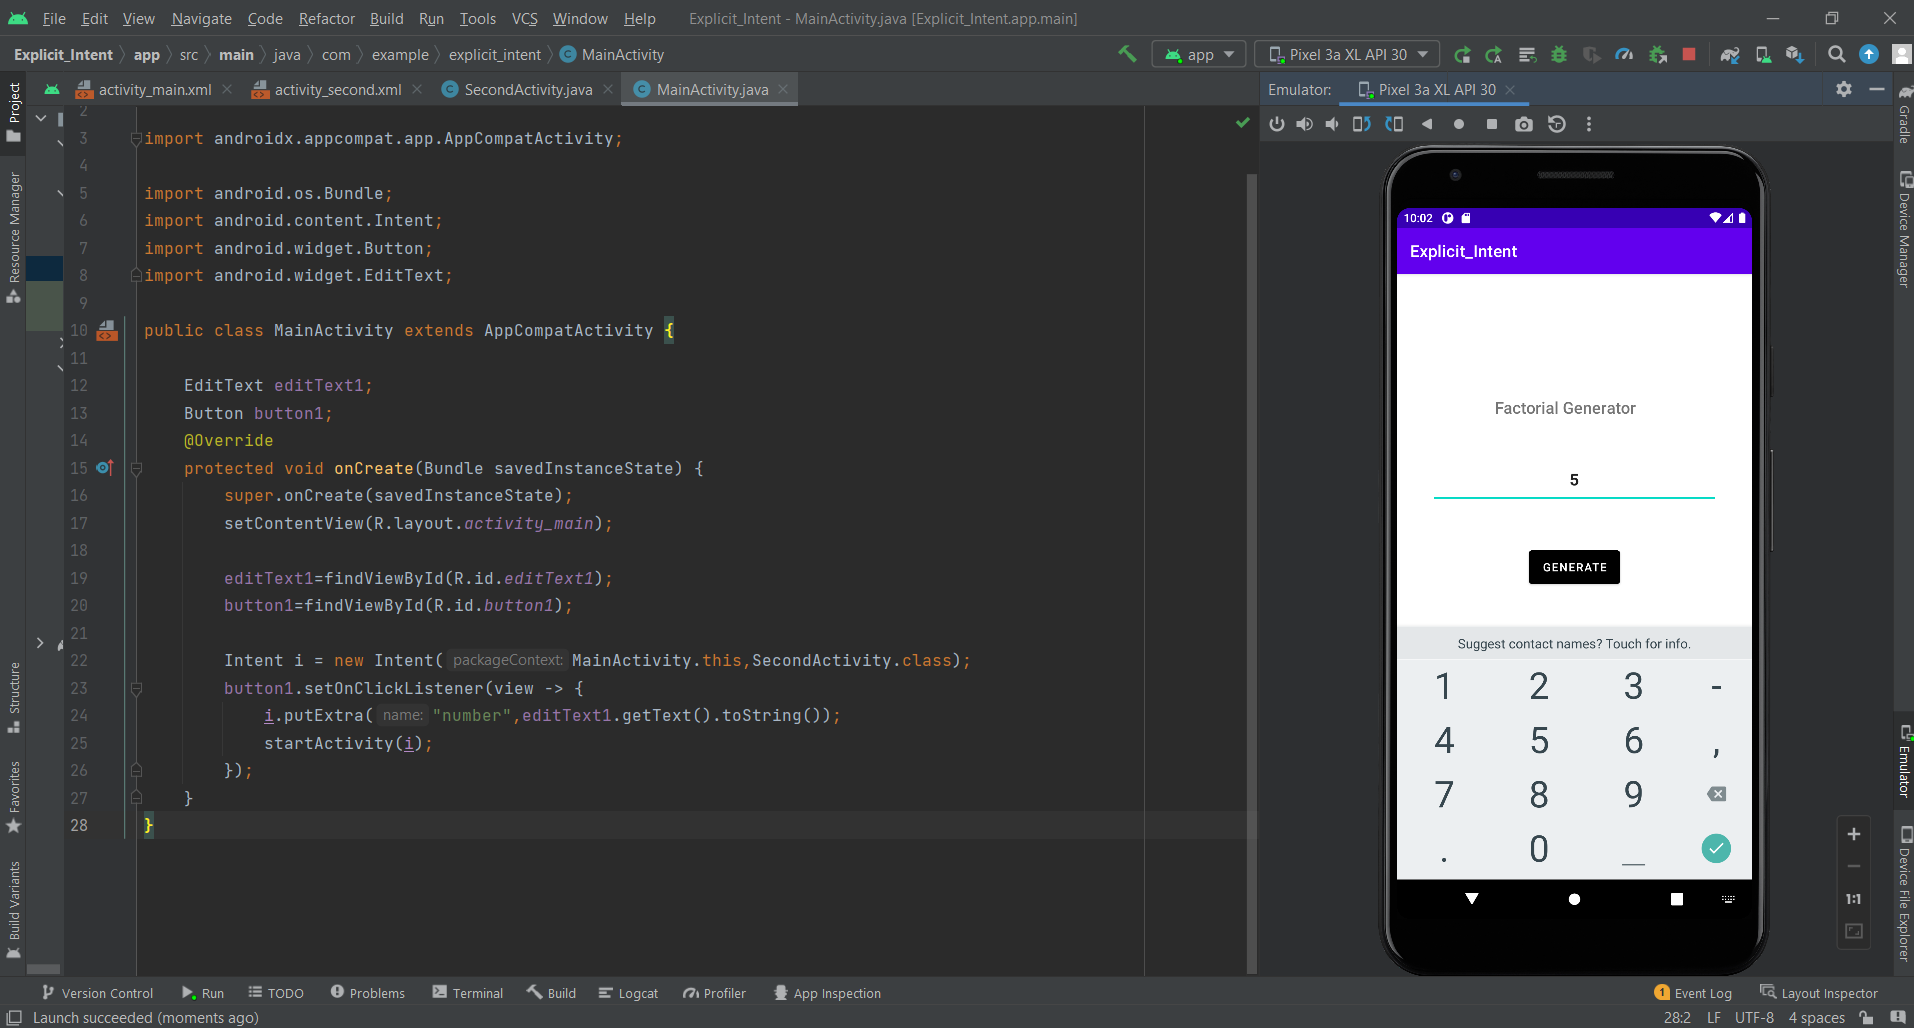 File Edit View Navigate Code Refactor Build Run Tools VCS Window Help Explicit_Intent - MainActivity.java [Explicit_Intent.app.main]
Explicit_Intent app src main java com example explicit_intent MainActivity app Pixel 3a XL API 30
activity_main.xml activity_second.xml SecondActivity.java MainActivity.java Emulator: Pixel 3a XL API 30
Project
Resource Manager
Structure
Favorites
Build Variants
2
3 import androidx.appcompat.app.AppCompatActivity;
4
5 import android.os.Bundle;
6 import android.content.Intent;
7 import android.widget.Button;
8 import android.widget.EditText;
9
10 public class MainActivity extends AppCompatActivity {
11
12 EditText editText1;
13 Button button1;
14 @Override
15 protected void onCreate(Bundle savedInstanceState) {
16 super.onCreate(savedInstanceState);
17 setContentView(R.layout.activity_main);
18
19 editText1=findViewById(R.id.editText1);
20 button1=findViewById(R.id.button1);
21
22 Intent i = new Intent( packageContext: MainActivity.this,SecondActivity.class);
23 button1.setOnClickListener(view -> {
24 i.putExtra( name: "number",editText1.getText().toString());
25 startActivity(i);
26 });
27 }
28 }
10:02
Explicit_Intent
Factorial Generator
5
GENERATE
Suggest contact names? Touch for info.
1 2 3 -
4 5 6 ,
7 8 9
. 0 _
1:1
Gradle
Device Manager
Emulator
Device File Explorer
Version Control Run TODO Problems Terminal Build Logcat Profiler App Inspection 1 Event Log Layout Inspector
Launch succeeded (moments ago) 28:2 LF UTF-8 4 spaces